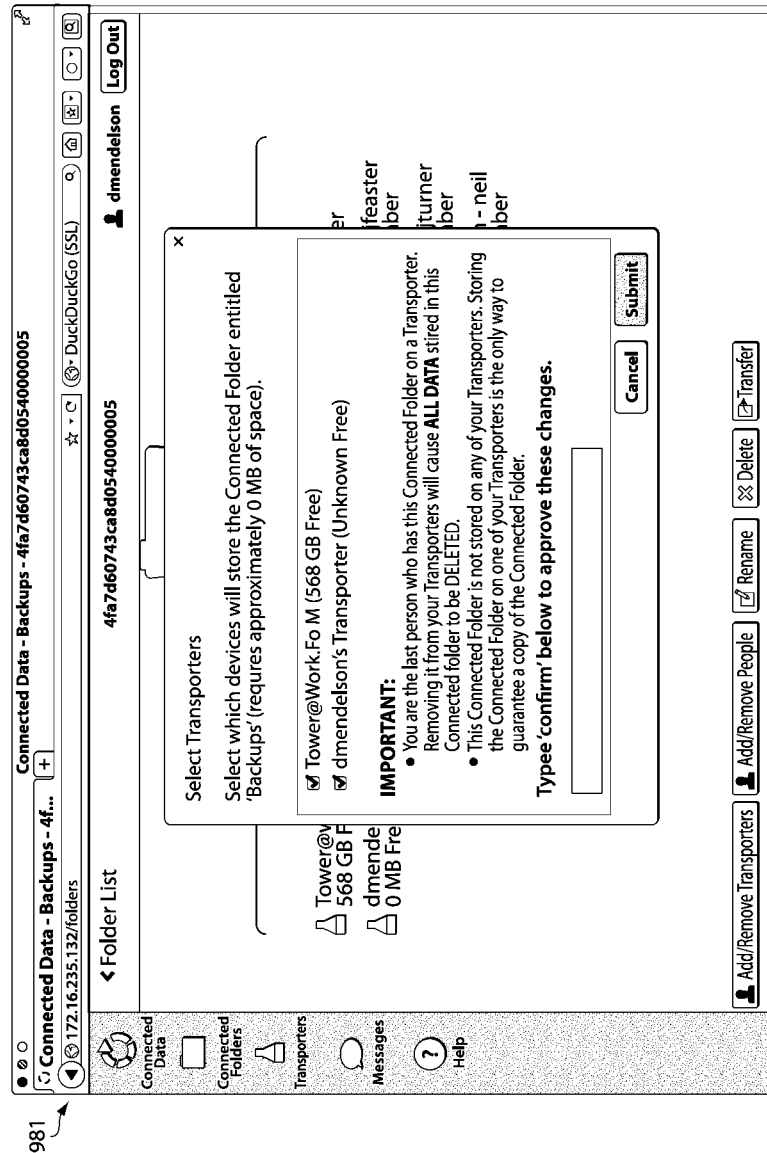 981
Connected Data - Backups - 4fa7d60743ca8d0540000005
Connected Data - Backups - 4f... +
172.16.235.132/folders
DuckDuckGo (SSL)
Folder List
4fa7d60743ca8d0540000005
dmendelson
Log Out
Connected
Data
Connected
Folders
Transporters
Messages
?
Help
Tower@v
568 GB F
dmende
0 MB Fre
er
jfeaster
ber
jturner
ber
n - neil
ber
Select Transporters
x
Select which devices will store the Connected Folder entitled
'Backups' (requres approximately 0 MB of space).
Tower@Work.Fo M (568 GB Free)
dmendelson's Transporter (Unknown Free)
IMPORTANT:
• You are the last person who has this Connected Folder on a Transporter.
Removing it from your Transporters will cause ALL DATA stired in this
Connected folder to be DELETED.
• This Connected Folder is not stored on any of your Transporters. Storing
the Connected Folder on one of your Transporters is the only way to
guarantee a copy of the Connected Folder.
Typee 'confirm' below to approve these changes.
Cancel
Submit
Add/Remove Transporters
Add/Remove People
Rename
Delete
Transfer